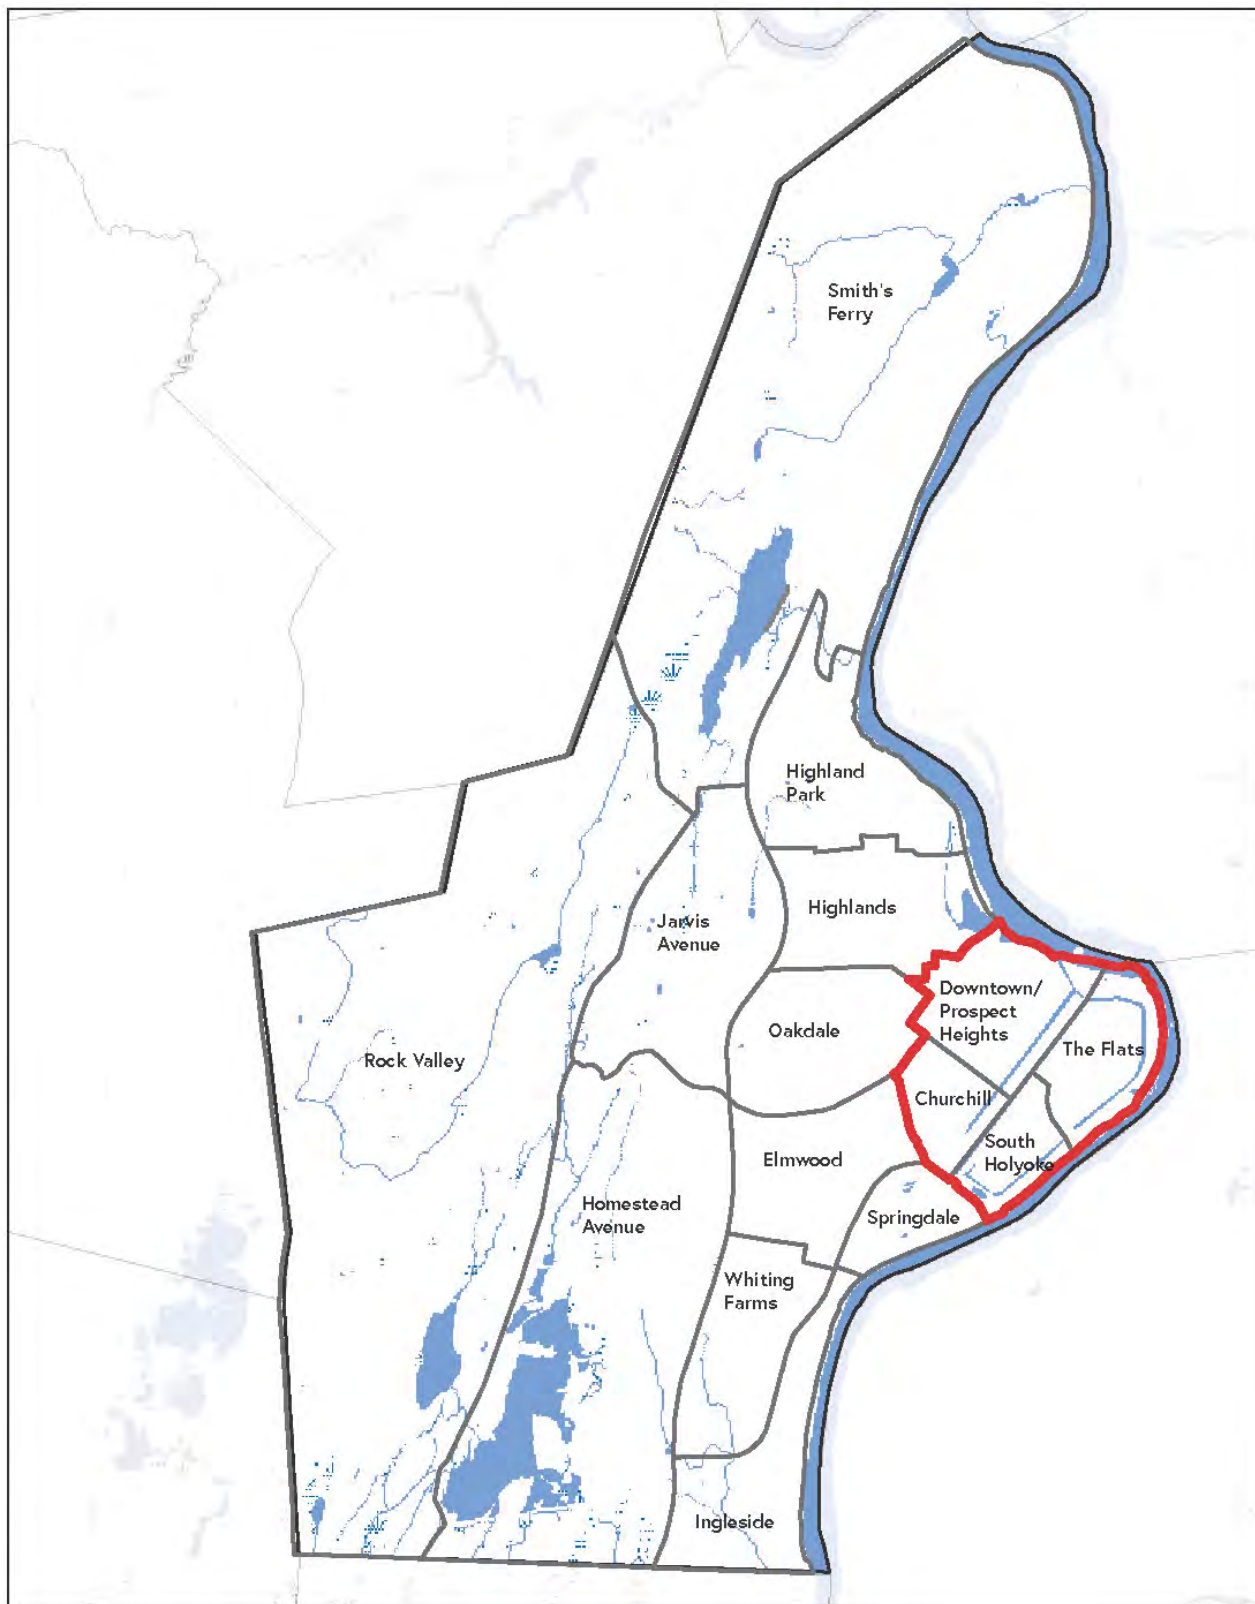 Smith's
Ferry
Highland
Park
Highlands
Jarvis
Avenue
Downtown/
Prospect
Heights
Oakdale
The Flats
Rock Valley
Churchill
South
Holyoke
Elmwood
Homestead
Avenue
Springdale
Whiting
Farms
Ingleside